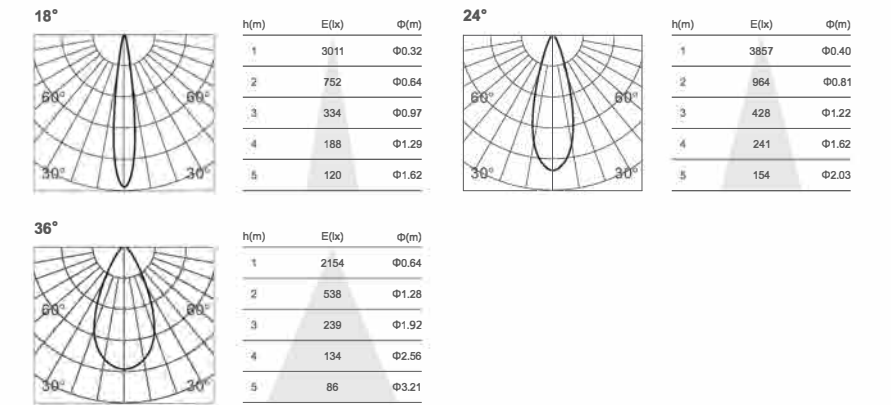 18°
h(m) E(lx) Φ(m)
1 3011 Φ0.32
2 752 Φ0.64
3 334 Φ0.97
4 188 Φ1.29
5 120 Φ1.62
60° 60°
30° 30°
24°
h(m) E(lx) Φ(m)
1 3857 Φ0.40
2 964 Φ0.81
3 428 Φ1.22
4 241 Φ1.62
5 154 Φ2.03
60° 60°
30° 30°
36°
h(m) E(lx) Φ(m)
1 2154 Φ0.64
2 538 Φ1.28
3 239 Φ1.92
4 134 Φ2.56
5 86 Φ3.21
60° 60°
30° 30°